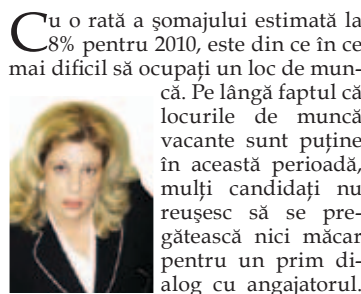 Cu o rată a şomajului estimată la
8% pentru 2010, este din ce în ce
mai dificil să ocupaţi un loc de mun-
că. Pe lângă faptul că
locurile de muncă
vacante sunt puţine
în această perioadă,
mulţi candidaţi nu
reuşesc să se pre-
gătească nici măcar
pentru un prim di-
alog cu angajatorul.